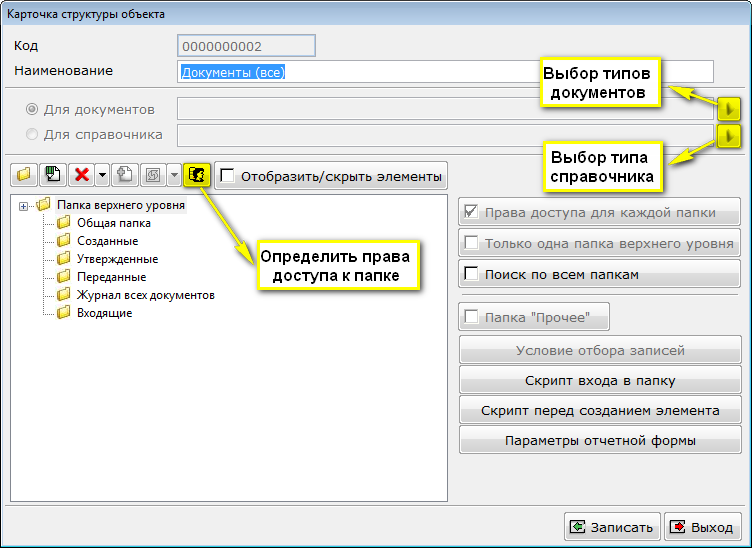 Карточка структуры объекта
Код
0000000002
Наименование
Документы (все)
Выбор типов
документов
Для документов
Для справочника
Выбор типа
справочника
Отобразить/скрыть элементы
Папка верхнего уровня
Общая папка
Созданные
Утвержденные
Переданные
Журнал всех документов
Входящие
Определить права
доступа к папке
Права доступа для каждой папки
Только одна папка верхнего уровня
Поиск по всем папкам
Папка "Прочее"
Условие отбора записей
Скрипт входа в папку
Скрипт перед созданием элемента
Параметры отчетной формы
Записать
Выход